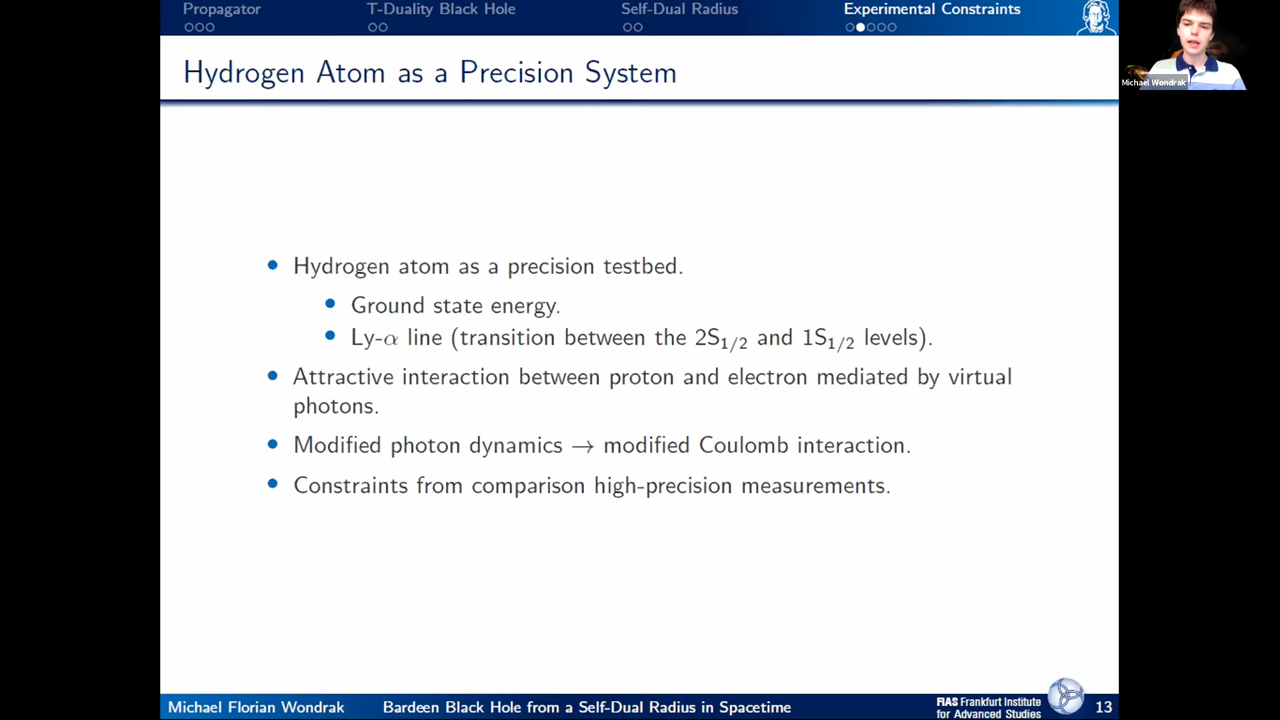 Propagator T-Duality Black Hole Self-Dual Radius Experimental Constraints
Hydrogen Atom as a Precision System
Michael Wondrak
Hydrogen atom as a precision testbed.
Ground state energy.
Ly-α line (transition between the 2S₁/₂ and 1S₁/₂ levels).
Attractive interaction between proton and electron mediated by virtual
photons.
Modified photon dynamics → modified Coulomb interaction.
Constraints from comparison high-precision measurements.
Michael Florian Wondrak Bardeen Black Hole from a Self-Dual Radius in Spacetime FIAS Frankfurt Institute
for Advanced Studies 13